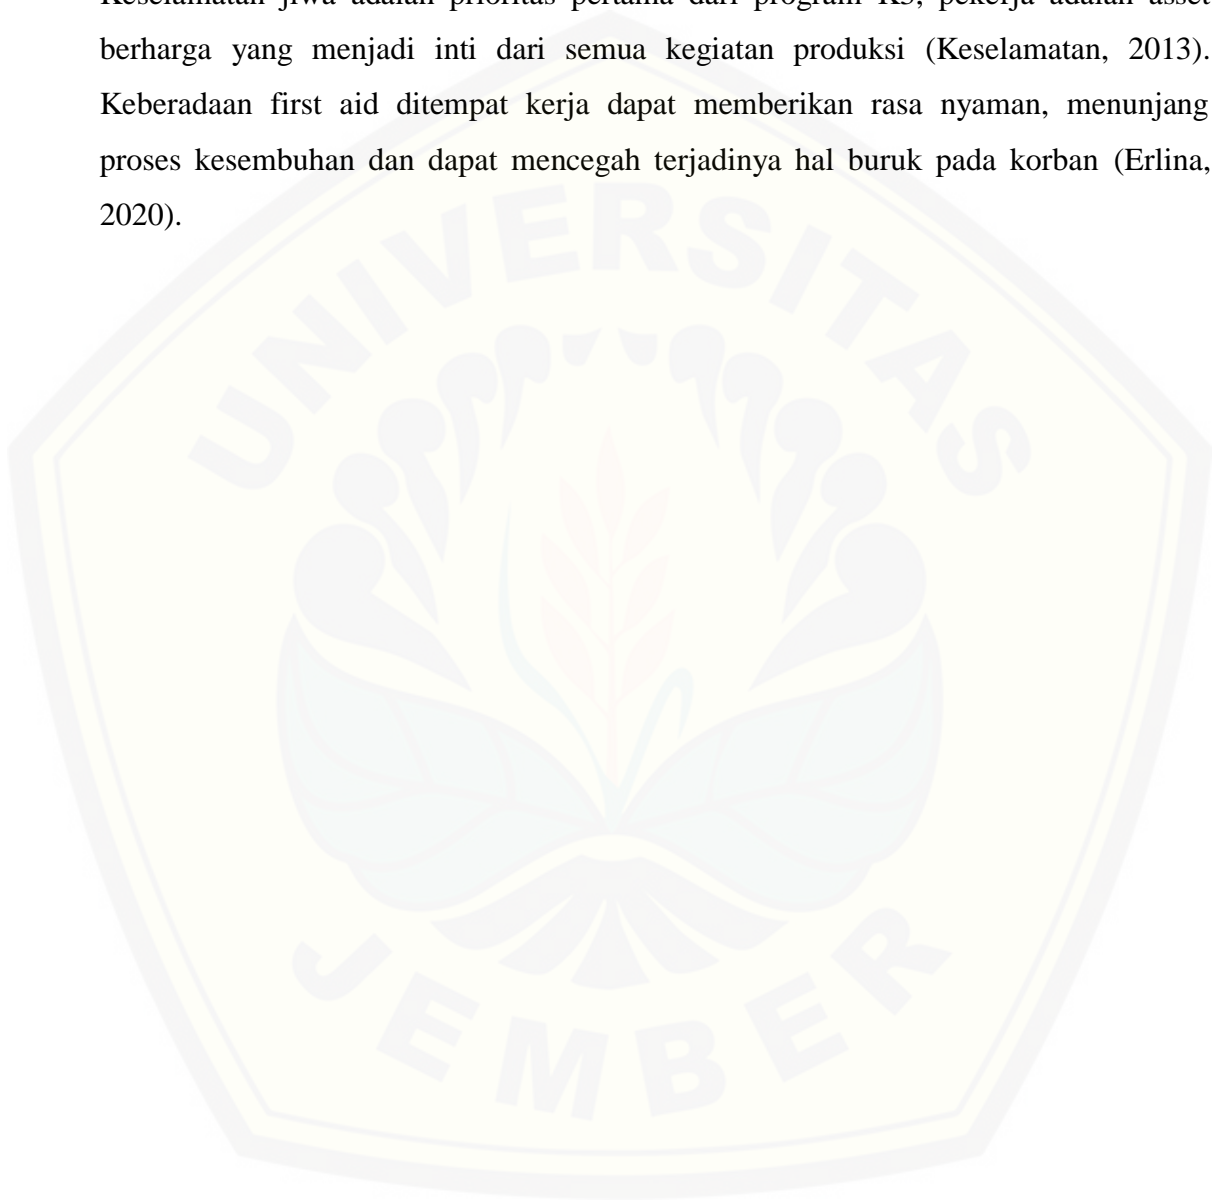 Keselamatan jiwa adalah prioritas pertama dari program K3, pekerja adalah asset
berharga yang menjadi inti dari semua kegiatan produksi (Keselamatan, 2013).
Keberadaan first aid ditempat kerja dapat memberikan rasa nyaman, menunjang
proses kesembuhan dan dapat mencegah terjadinya hal buruk pada korban (Erlina,
2020).
UNIVERSITAS
JEMBER